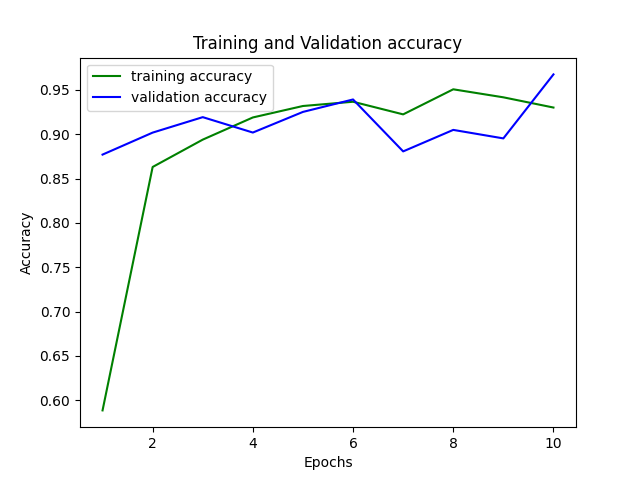 Training and Validation accuracy
training accuracy
validation accuracy
0.95
0.90
0.85
0.80
0.75
0.70
0.65
0.60
Accuracy
2 4 6 8 10
Epochs